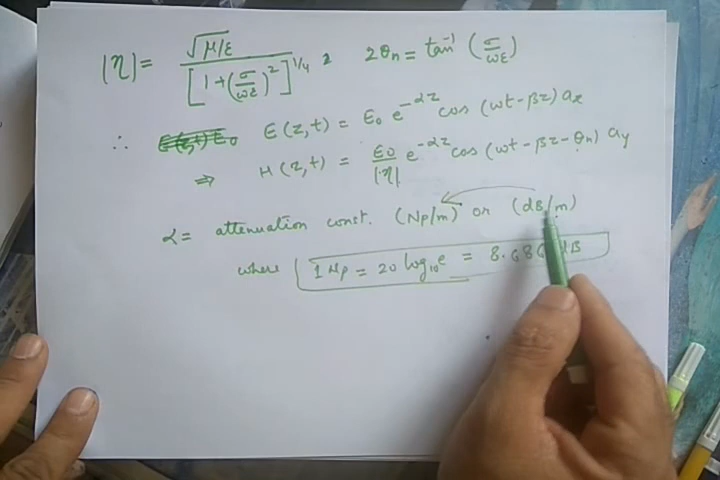 |η| = √μ/ε / [1+(σ/ωε)²]^1/4 , 2θn = tan⁻¹ (σ/ωε)
∴ E(z,t) = E0 e^-αz cos (ωt-βz) ax
⇒ H(z,t) = E0/|η| e^-αz cos (ωt-βz-θn) ay
α = attenuation const. (Np/m) or (dB/m)
where 1 Np = 20 log10 e = 8.686 dB